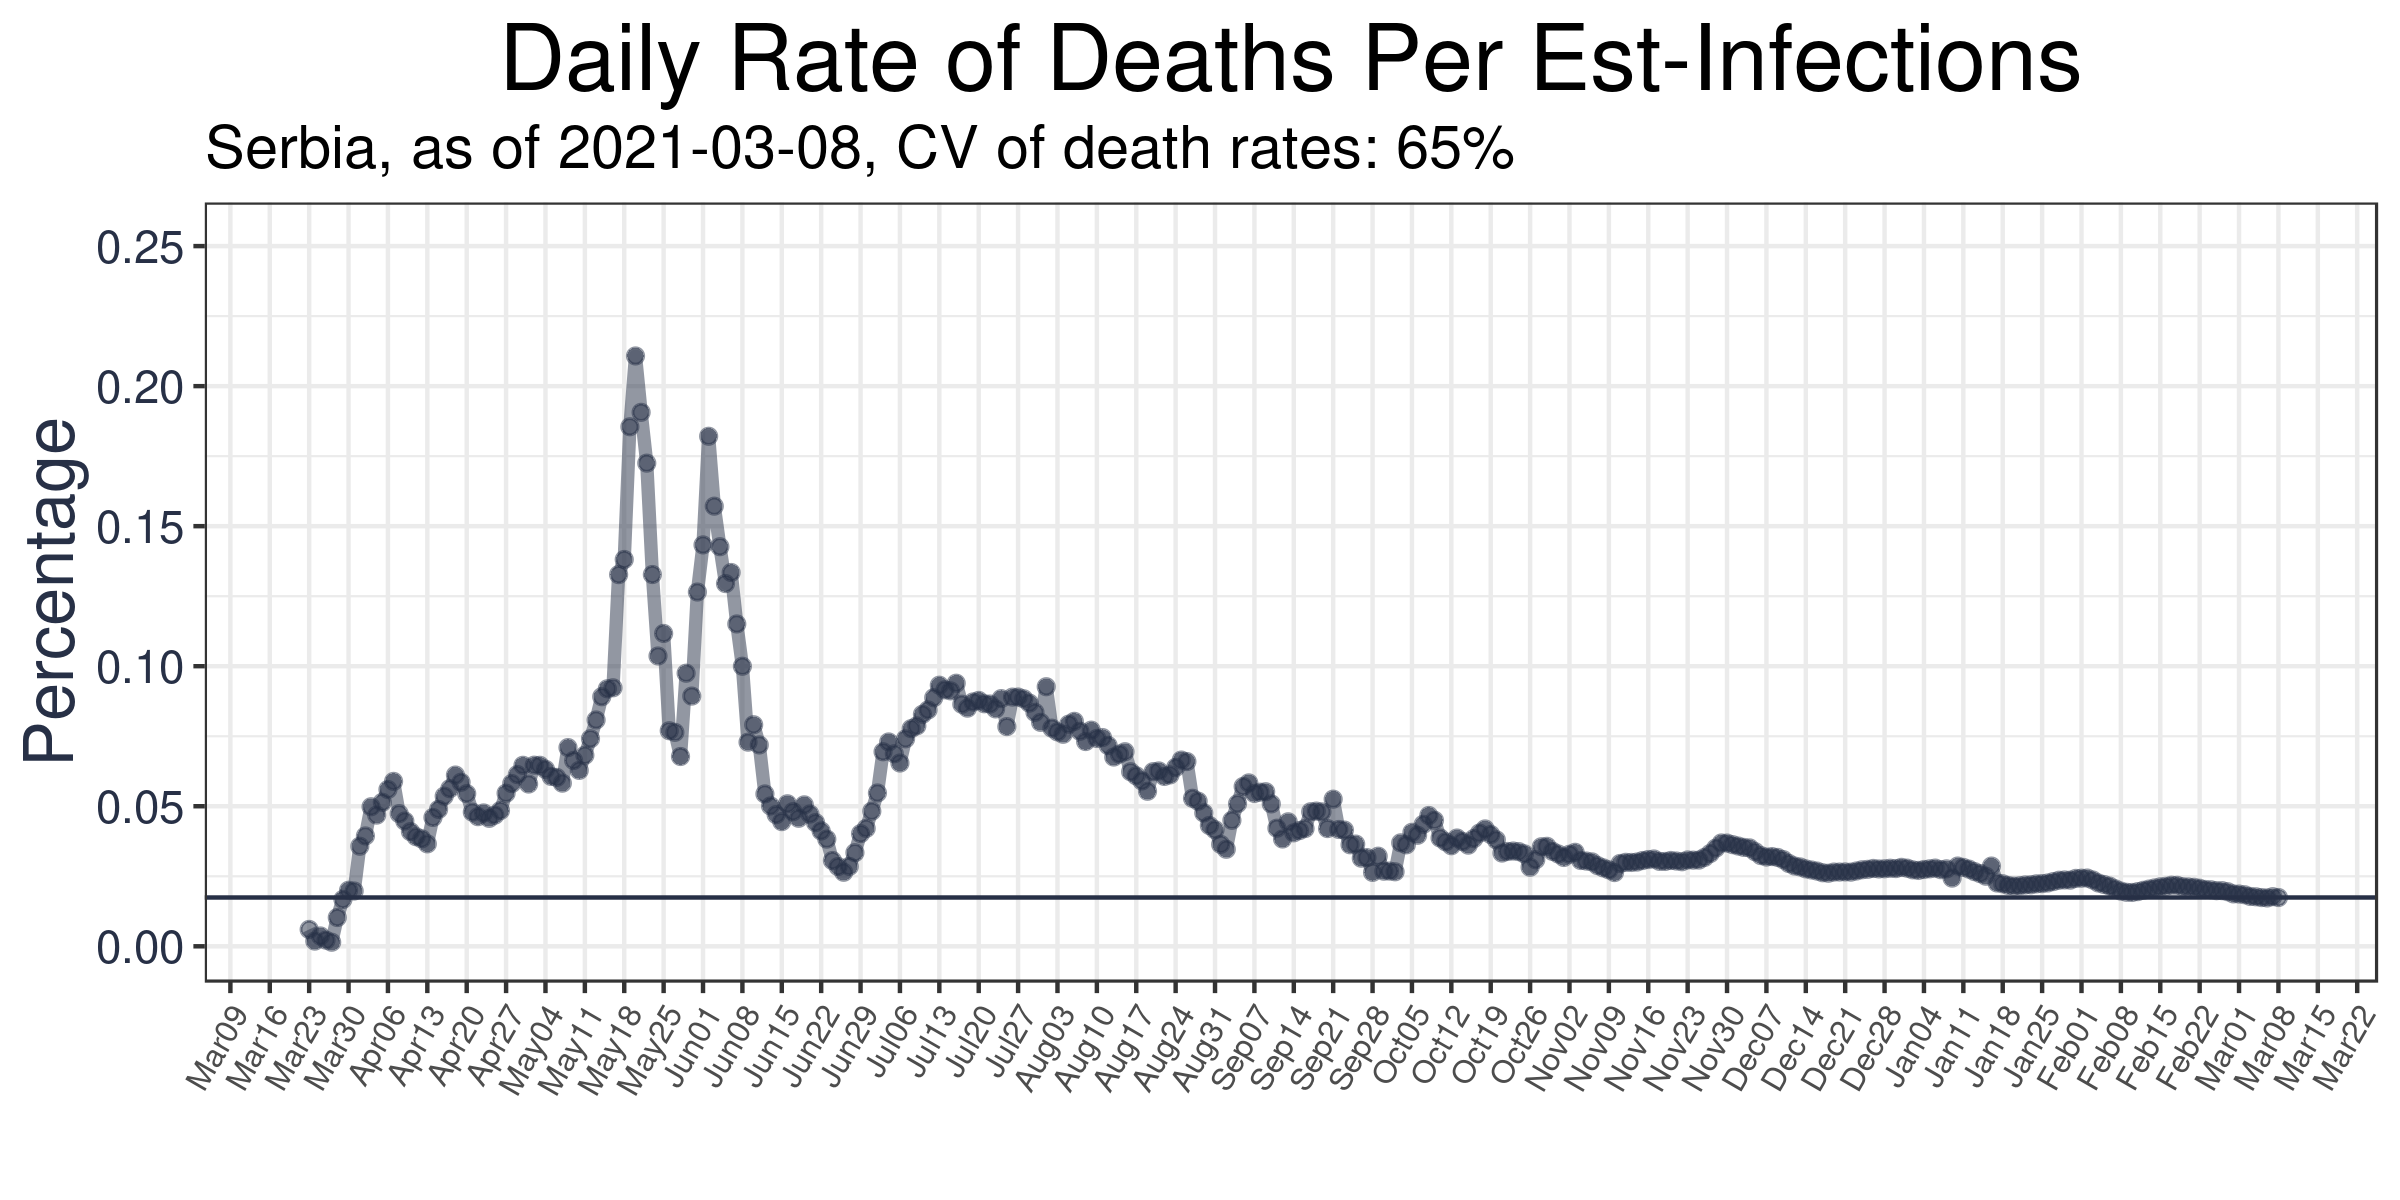 Daily Rate of Deaths Per Est-Infections
Serbia, as of 2021-03-08, CV of death rates: 65%
Percentage
0.25
0.20
0.15
0.10
0.05
0.00
Mar09 Mar16 Mar23 Mar30 Apr06 Apr13 Apr20 Apr27 May04 May11 May18 May25 Jun01 Jun08 Jun15 Jun22 Jun29 Jul06 Jul13 Jul20 Jul27 Aug03 Aug10 Aug17 Aug24 Aug31 Sep07 Sep14 Sep21 Sep28 Oct05 Oct12 Oct19 Oct26 Nov02 Nov09 Nov16 Nov23 Nov30 Nov07 Dec14 Dec21 Dec28 Dec04 Jan11 Jan18 Jan25 Feb01 Feb08 Feb15 Feb22 Mar01 Mar08 Mar15 Mar22